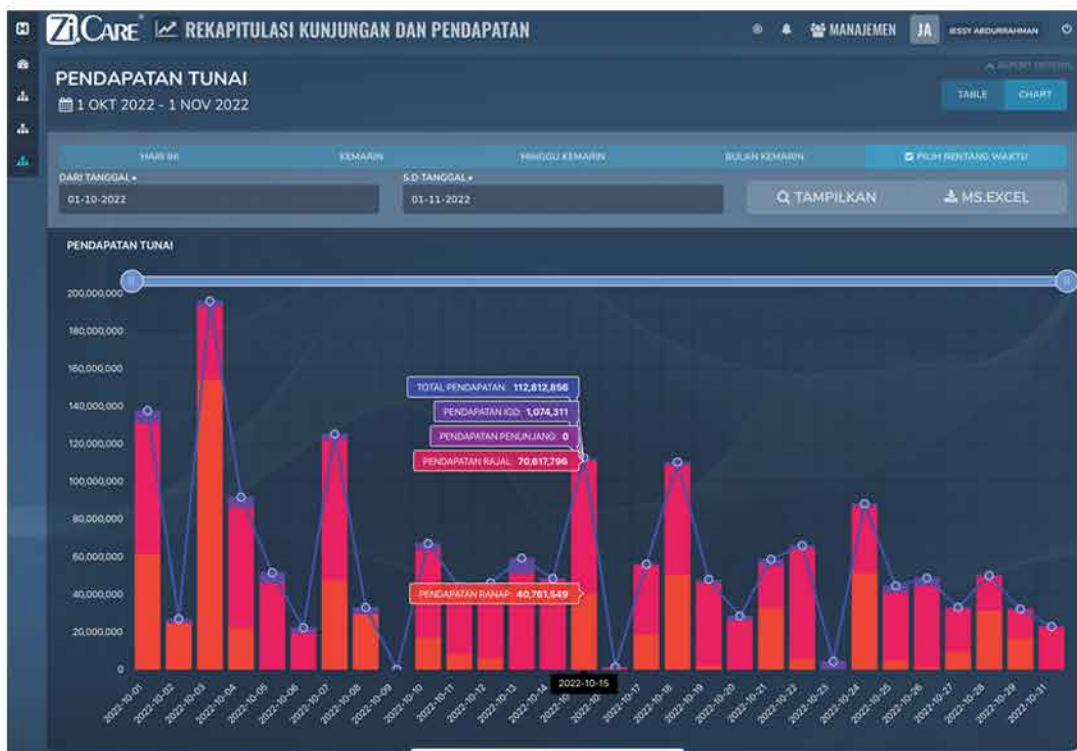 Zi.CARE® REKAPITULASI KUNJUNGAN DAN PENDAPATAN
MANAJEMEN JA JESSY ABDURRAHMAN
PENDAPATAN TUNAI
1 OKT 2022 - 1 NOV 2022
TABLE CHART
HARI INI KEMARIN MINGGU KEMARIN BULAN KEMARIN PILIH RENTANG WAKTU
DARI TANGGAL S.D TANGGAL
01-10-2022 01-11-2022 TAMPILKAN MS.EXCEL
PENDAPATAN TUNAI
200,000,000
180,000,000
160,000,000
140,000,000
120,000,000
100,000,000
80,000,000
60,000,000
40,000,000
20,000,000
0
TOTAL PENDAPATAN: 112,812,856
PENDAPATAN IGD: 1,074,311
PENDAPATAN PENUNJANG: 0
PENDAPATAN RAJAL: 70,617,796
PENDAPATAN RANAP: 40,761,549
2022-10-15
2022-10-01
2022-10-02
2022-10-03
2022-10-04
2022-10-05
2022-10-06
2022-10-07
2022-10-08
2022-10-09
2022-10-10
2022-10-11
2022-10-12
2022-10-13
2022-10-14
2022-10-16
2022-10-17
2022-10-18
2022-10-19
2022-10-20
2022-10-21
2022-10-22
2022-10-23
2022-10-24
2022-10-25
2022-10-26
2022-10-27
2022-10-28
2022-10-29
2022-10-31